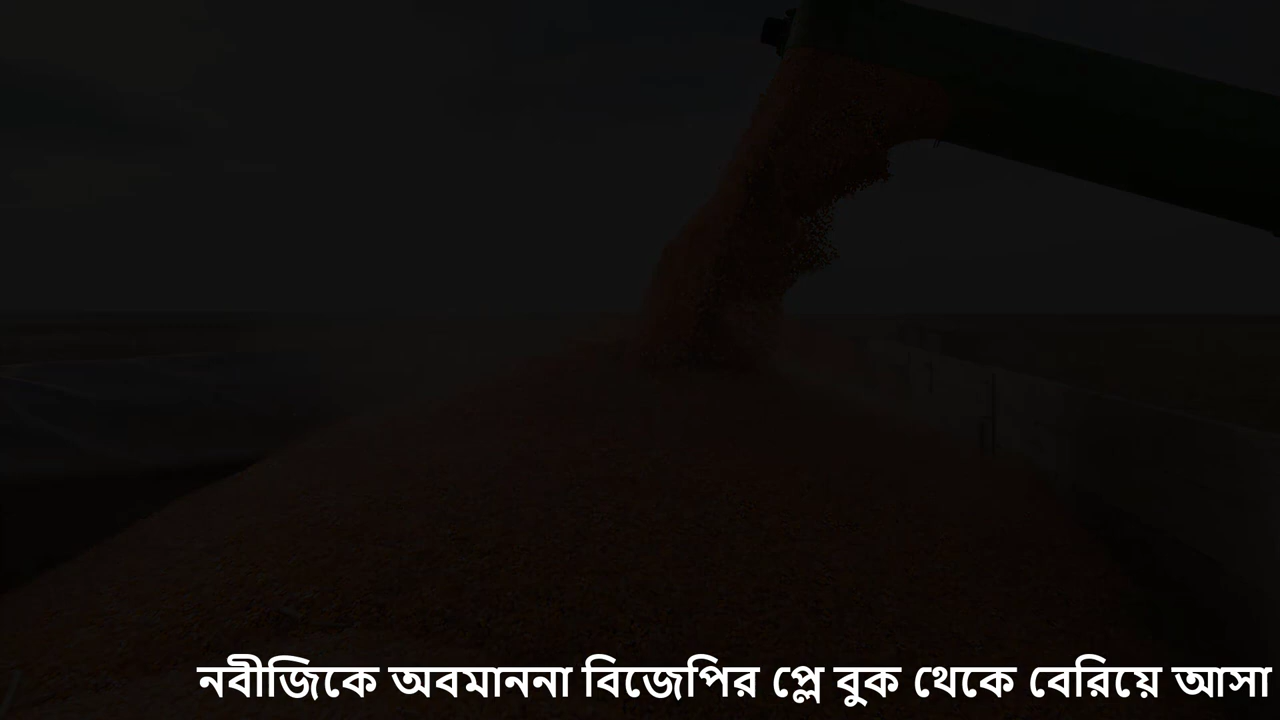 নবীজিকে অবমাননা বিজেপির প্লে বুক থেকে বেরিয়ে আসা